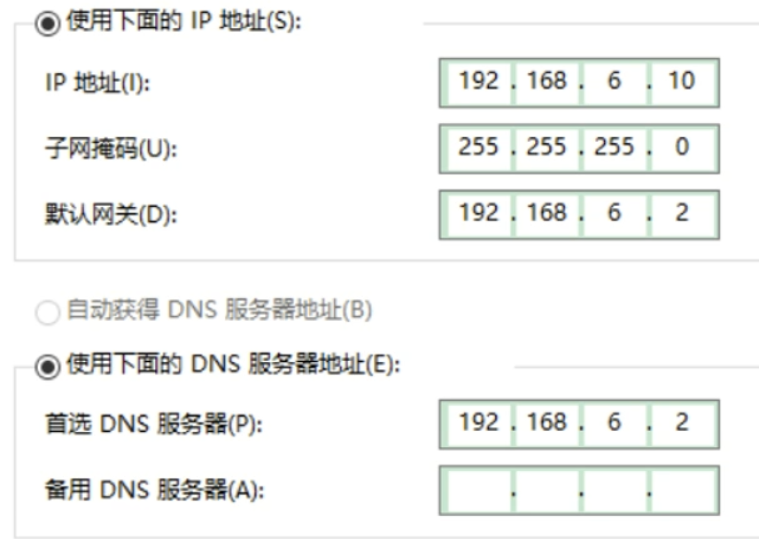 使用下面的 IP 地址(S):
IP 地址(I): 192 . 168 . 6 . 10
子网掩码(U): 255 . 255 . 255 . 0
默认网关(D): 192 . 168 . 6 . 2
自动获得 DNS 服务器地址(B)
使用下面的 DNS 服务器地址(E):
首选 DNS 服务器(P): 192 . 168 . 6 . 2
备用 DNS 服务器(A): . . .